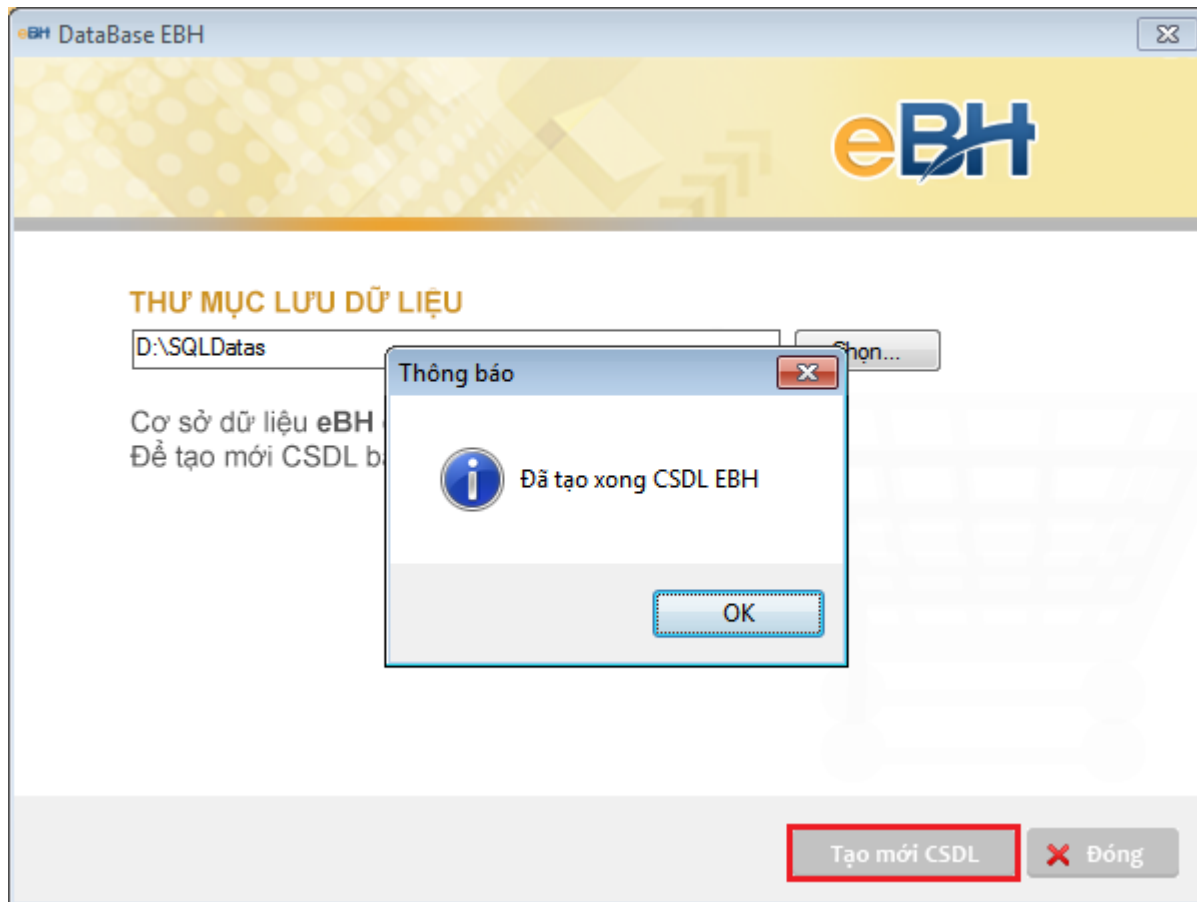 eBH DataBase EBH
eBH
THƯ MỤC LƯU DỮ LIỆU
D:\SQLDatas
Chọn...
Cơ sở dữ liệu eBH
Để tạo mới CSDL
Thông báo
Đã tạo xong CSDL EBH
OK
Tạo mới CSDL
Đóng